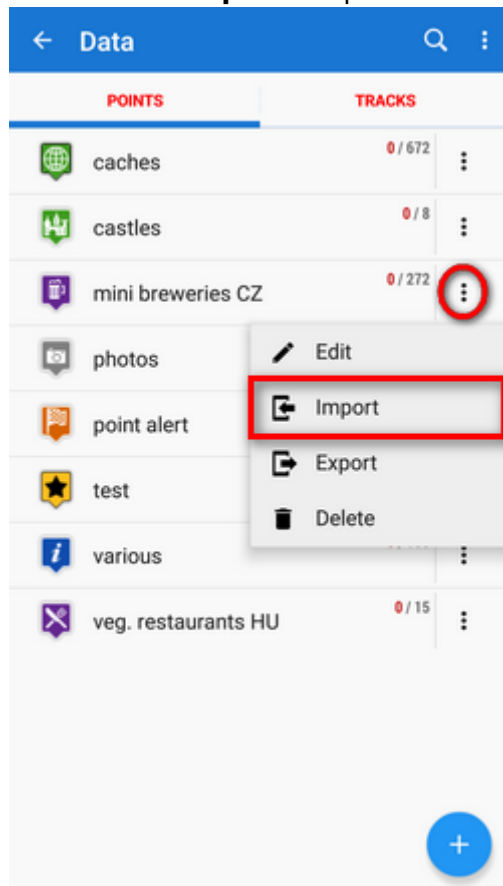 Data
POINTS TRACKS
caches 0 / 672
castles 0 / 8
mini breweries CZ 0 / 272
photos
Edit
Import
point alert
Export
test
Delete
various
veg. restaurants HU 0 / 15